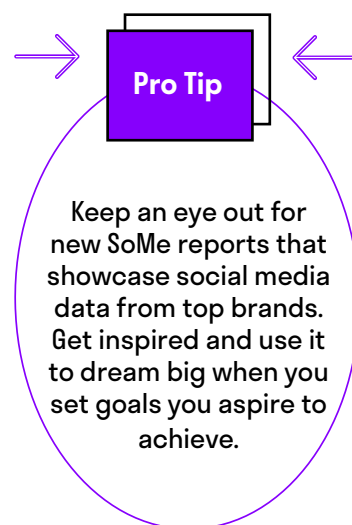 Pro Tip
Keep an eye out for
new SoMe reports that
showcase social media
data from top brands.
Get inspired and use it
to dream big when you
set goals you aspire to
achieve.